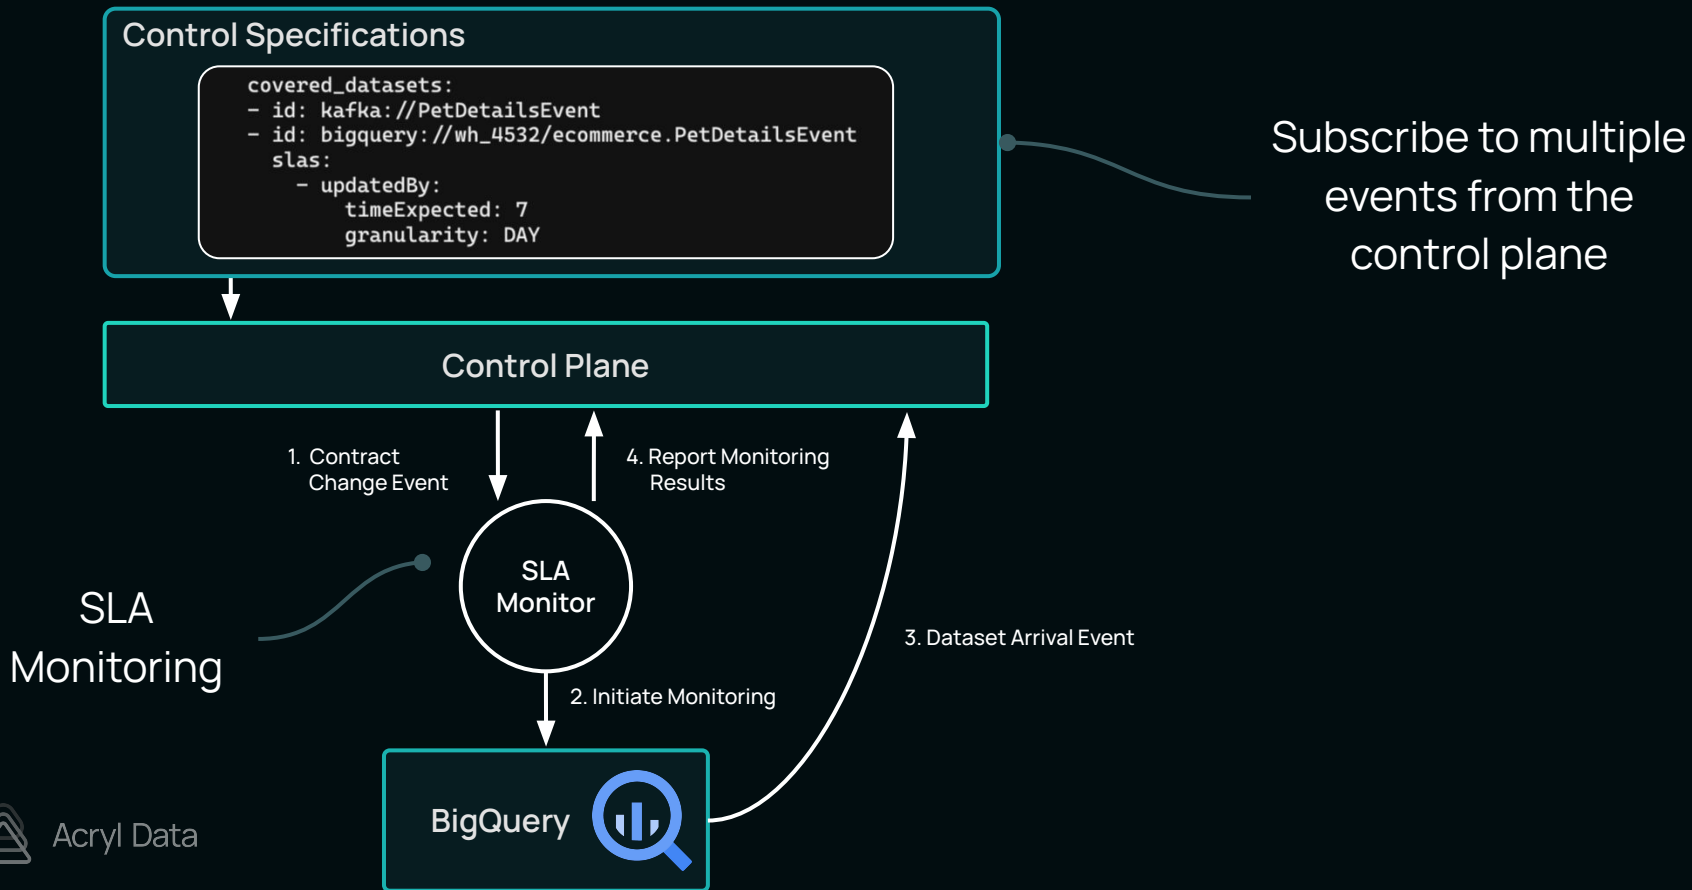 Control Specifications
covered_datasets:
- id: kafka://PetDetailsEvent
- id: bigquery://wh_4532/ecommerce.PetDetailsEvent
  slas:
    - updatedBy:
        timeExpected: 7
        granularity: DAY
Subscribe to multiple
events from the
control plane
Control Plane
1. Contract
Change Event
4. Report Monitoring
Results
SLA
Monitor
SLA
Monitoring
3. Dataset Arrival Event
2. Initiate Monitoring
BigQuery
Acryl Data